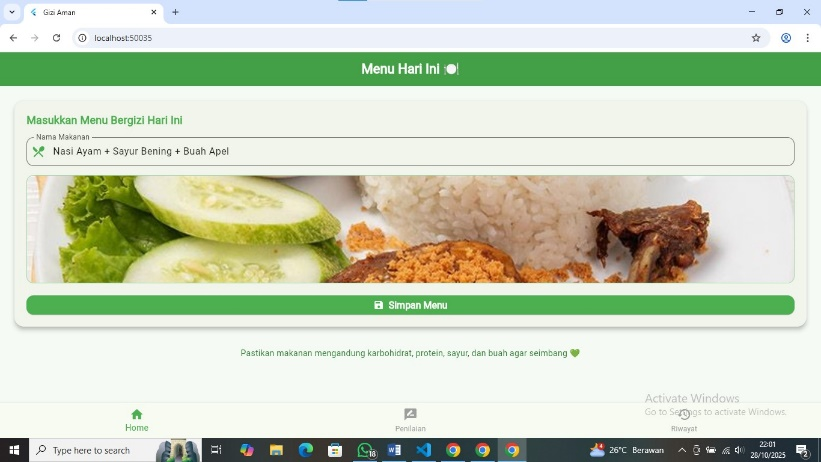 Gizi Aman
localhost:50035
Menu Hari Ini 🍽️
Masukkan Menu Bergizi Hari Ini
Nama Makanan
Nasi Ayam + Sayur Bening + Buah Apel
Simpan Menu
Pastikan makanan mengandung karbohidrat, protein, sayur, dan buah agar seimbang 💚
Activate Windows
Go to Settings to activate Windows.
Home
Penilaian
Riwayat
Type here to search
18
26°C Berawan
22:01
28/10/2025
2